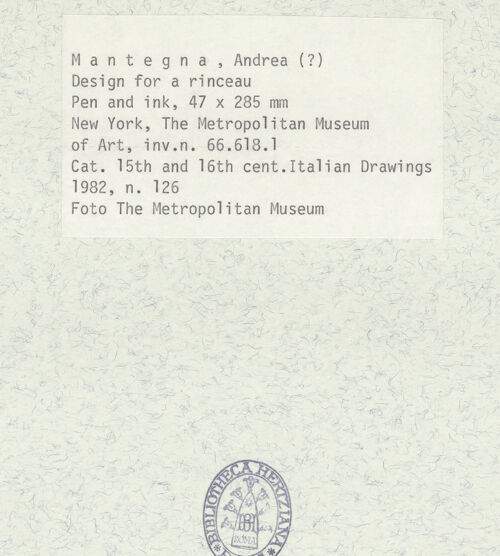 M a n t e g n a , Andrea (?)
Design for a rinceau
Pen and ink, 47 x 285 mm
New York, The Metropolitan Museum
of Art, inv.n. 66.618.1
Cat. 15th and 16th cent.Italian Drawings
1982, n. 126
Foto The Metropolitan Museum
BIBLIOTHECA HERTZIANA
ROMA